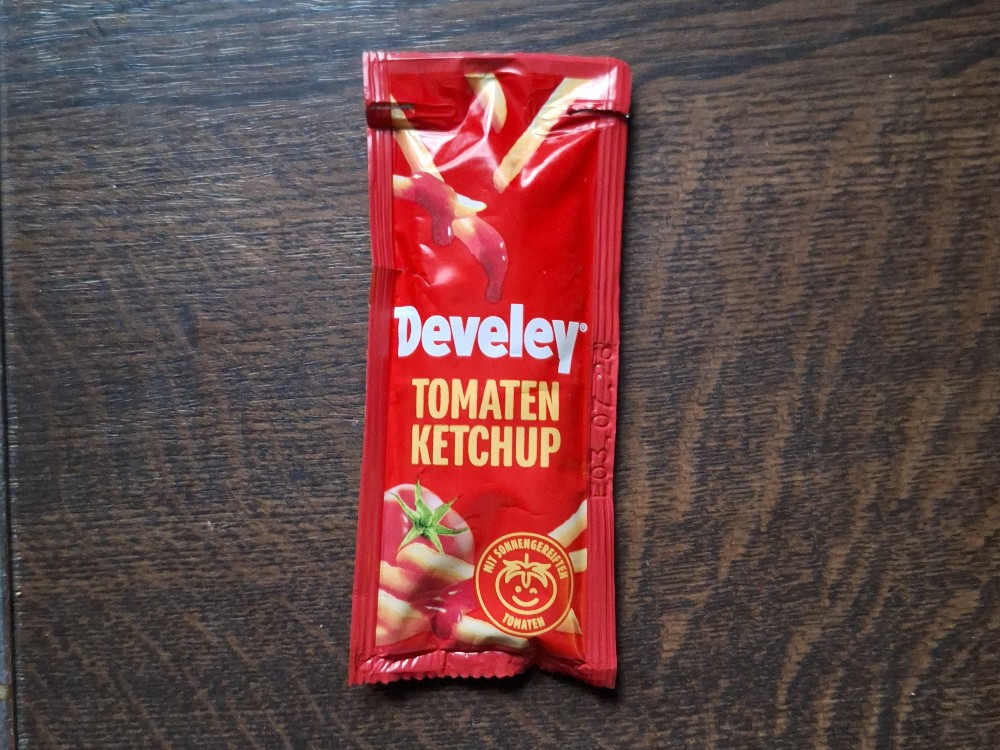 Develey®
TOMATEN
KETCHUP
MIT SONNENGEREIFTEN
TOMATEN